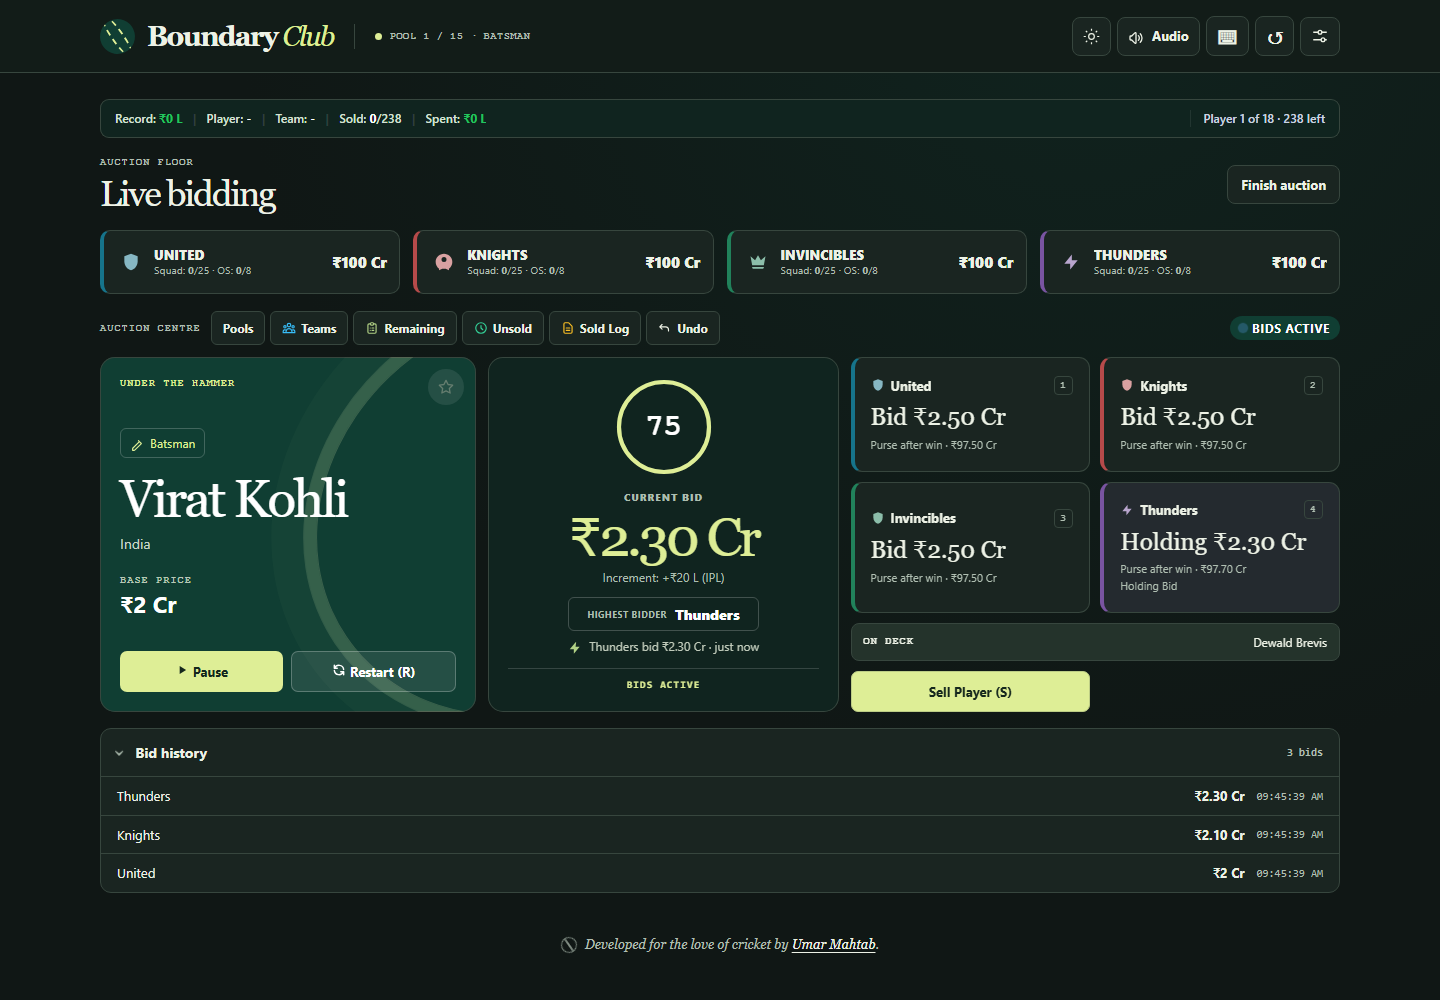 Boundary Club
POOL 1 / 15 · BATSMAN
Audio
Record: ₹0 L | Player: - | Team: - | Sold: 0/238 | Spent: ₹0 L
Player 1 of 18 · 238 left
AUCTION FLOOR
Live bidding
Finish auction
UNITED
Squad: 0/25 · OS: 0/8
₹100 Cr
KNIGHTS
Squad: 0/25 · OS: 0/8
₹100 Cr
INVINCIBLES
Squad: 0/25 · OS: 0/8
₹100 Cr
THUNDERS
Squad: 0/25 · OS: 0/8
₹100 Cr
AUCTION CENTRE
Pools
Teams
Remaining
Unsold
Sold Log
Undo
BIDS ACTIVE
UNDER THE HAMMER
Batsman
Virat Kohli
India
BASE PRICE
₹2 Cr
Pause
Restart (R)
75
CURRENT BID
₹2.30 Cr
Increment: +₹20 L (IPL)
HIGHEST BIDDER Thunders
Thunders bid ₹2.30 Cr · just now
BIDS ACTIVE
United 1
Bid ₹2.50 Cr
Purse after win · ₹97.50 Cr
Knights 2
Bid ₹2.50 Cr
Purse after win · ₹97.50 Cr
Invincibles 3
Bid ₹2.50 Cr
Purse after win · ₹97.50 Cr
Thunders 4
Holding ₹2.30 Cr
Purse after win · ₹97.70 Cr
Holding Bid
ON DECK
Dewald Brevis
Sell Player (S)
Bid history
3 bids
Thunders ₹2.30 Cr 09:45:39 AM
Knights ₹2.10 Cr 09:45:39 AM
United ₹2 Cr 09:45:39 AM
Developed for the love of cricket by Umar Mahtab.